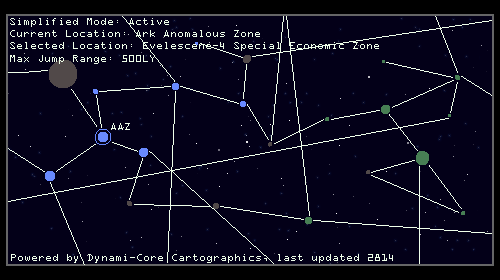 Simplified Mode: Active
Current Location: Ark Anomalous Zone
Selected Location: Evelescene-4 Special Economic Zone
Max Jump Range: 500LY
AAZ
Powered by Dynami-Core Cartographics, last updated 2814